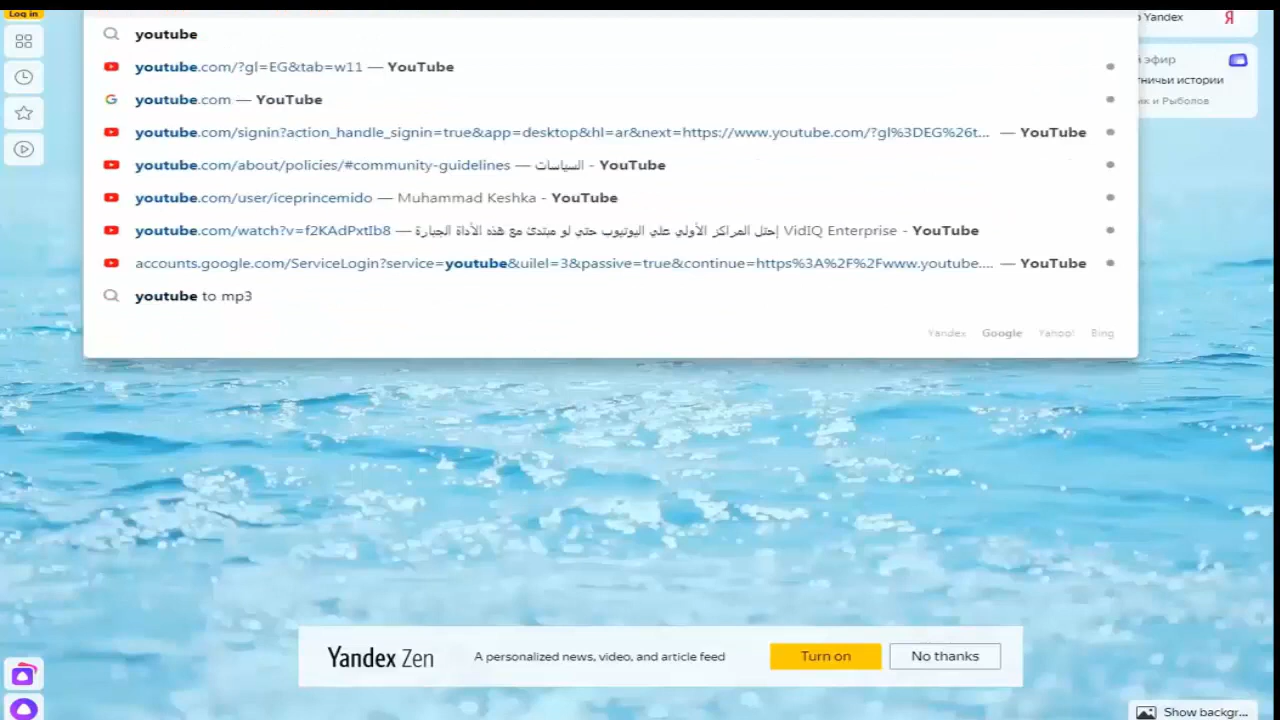 Log in
youtube
youtube.com/?gl=EG&tab=w11 — YouTube
youtube.com — YouTube
youtube.com/signin?action_handle_signin=true&app=desktop&hl=ar&next=https://www.youtube.com/?gl%3DEG%26t... — YouTube
youtube.com/about/policies/#community-guidelines — السياسات - YouTube
youtube.com/user/iceprincemido — Muhammad Keshka - YouTube
youtube.com/watch?v=f2KAdPxtIb8 — إحتل المراكز الأولي علي اليوتيوب حتي لو مبتدئ مع هذه الأداة الجبارة VidIQ Enterprise - YouTube
accounts.google.com/ServiceLogin?service=youtube&uilel=3&passive=true&continue=https%3A%2F%2Fwww.youtube.... — YouTube
youtube to mp3
Yandex Google Yahoo! Bing
Yandex Я
й эфир
тничьи истории
ик и Рыболов
Yandex Zen
A personalized news, video, and article feed
Turn on
No thanks
Show backgr...